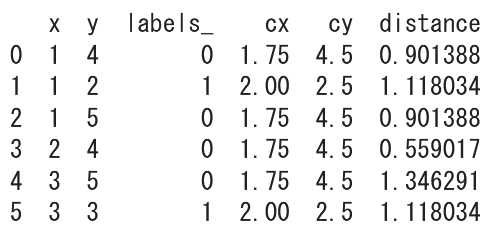 x y labels_ cx cy distance
0 1 4 0 1.75 4.5 0.901388
1 1 2 1 2.00 2.5 1.118034
2 1 5 0 1.75 4.5 0.901388
3 2 4 0 1.75 4.5 0.559017
4 3 5 0 1.75 4.5 1.346291
5 3 3 1 2.00 2.5 1.118034